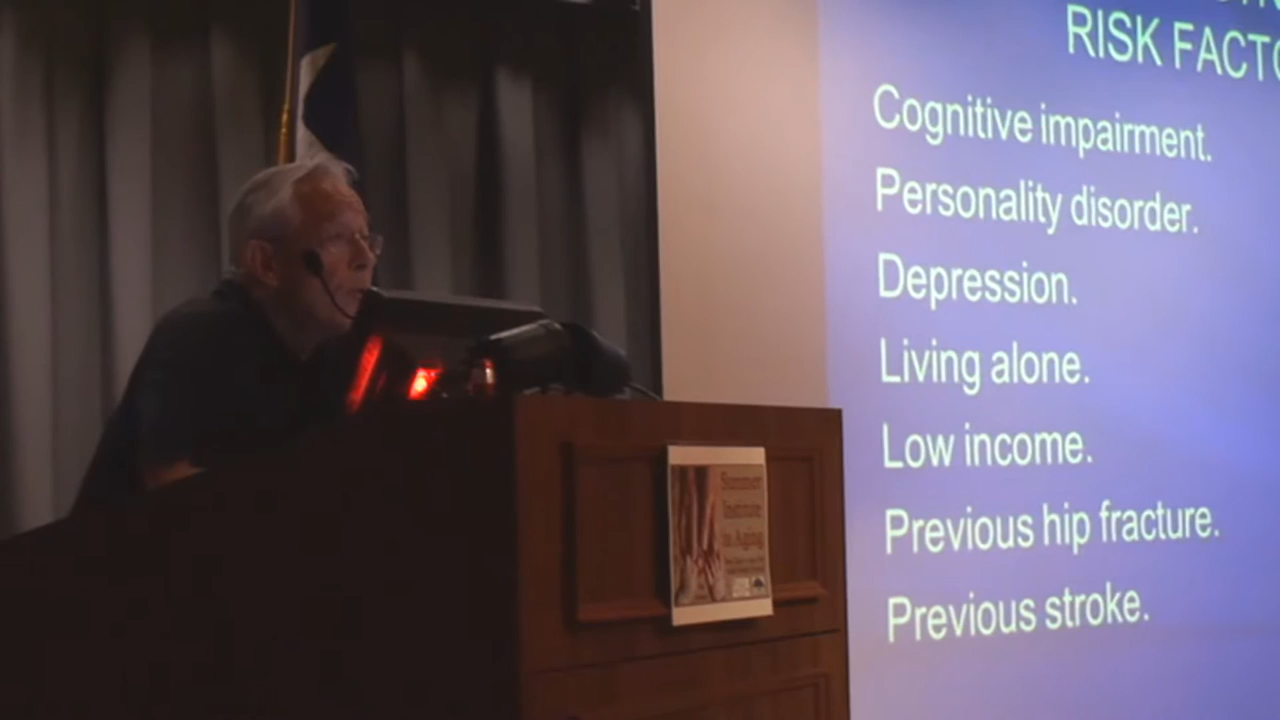 RISK FACTO
Cognitive impairment.
Personality disorder.
Depression.
Living alone.
Low income.
Previous hip fracture.
Previous stroke.
Summer
Institute
in Aging